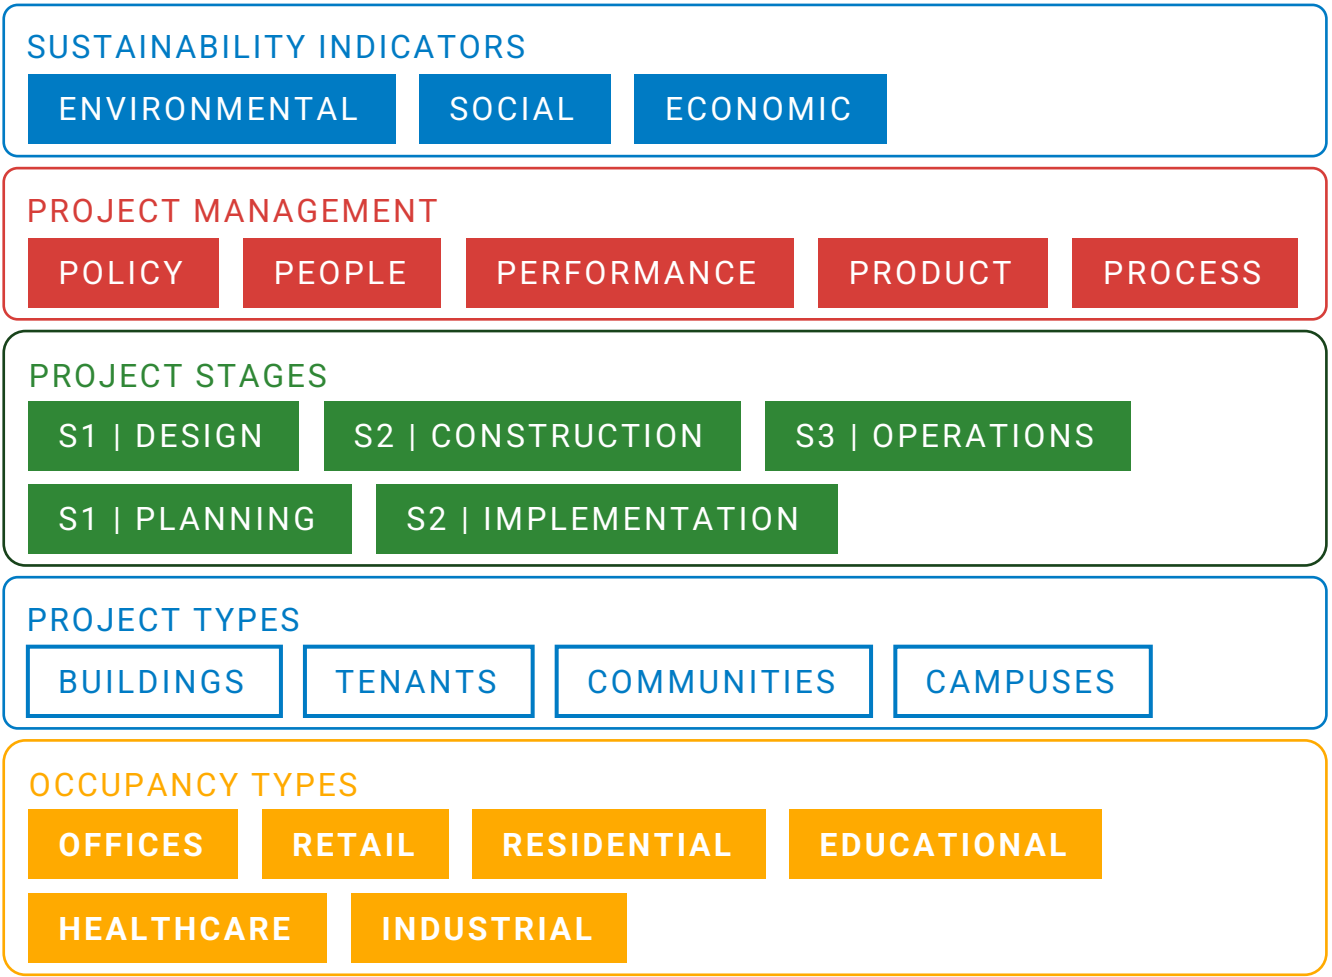 SUSTAINABILITY INDICATORS
ENVIRONMENTAL SOCIAL ECONOMIC
PROJECT MANAGEMENT
POLICY PEOPLE PERFORMANCE PRODUCT PROCESS
PROJECT STAGES
S1 | DESIGN S2 | CONSTRUCTION S3 | OPERATIONS
S1 | PLANNING S2 | IMPLEMENTATION
PROJECT TYPES
BUILDINGS TENANTS COMMUNITIES CAMPUSES
OCCUPANCY TYPES
OFFICES RETAIL RESIDENTIAL EDUCATIONAL
HEALTHCARE INDUSTRIAL